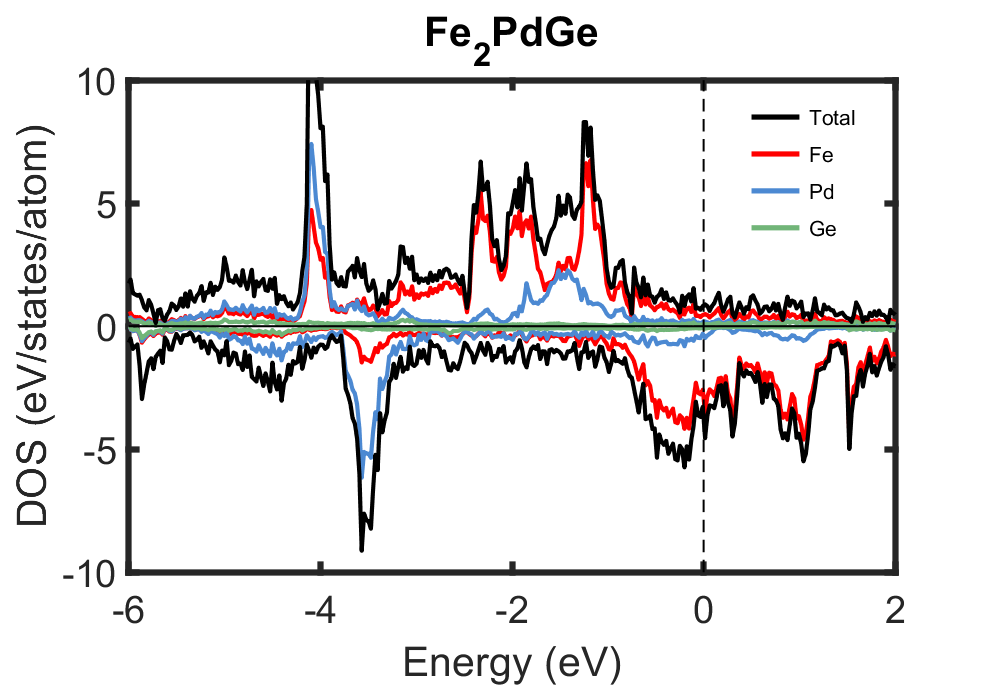 Fe₂PdGe
10
5
0
-5
-10
DOS (eV/states/atom)
Total
Fe
Pd
Ge
-6
-4
-2
0
2
Energy (eV)